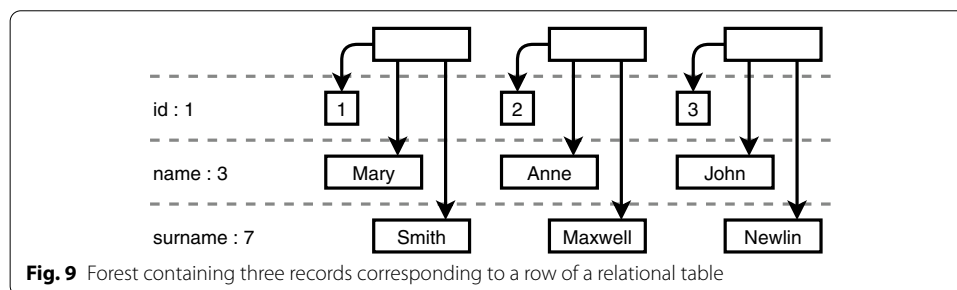 id : 1 1 2 3
name : 3 Mary Anne John
surname : 7 Smith Maxwell Newlin
Fig. 9 Forest containing three records corresponding to a row of a relational table